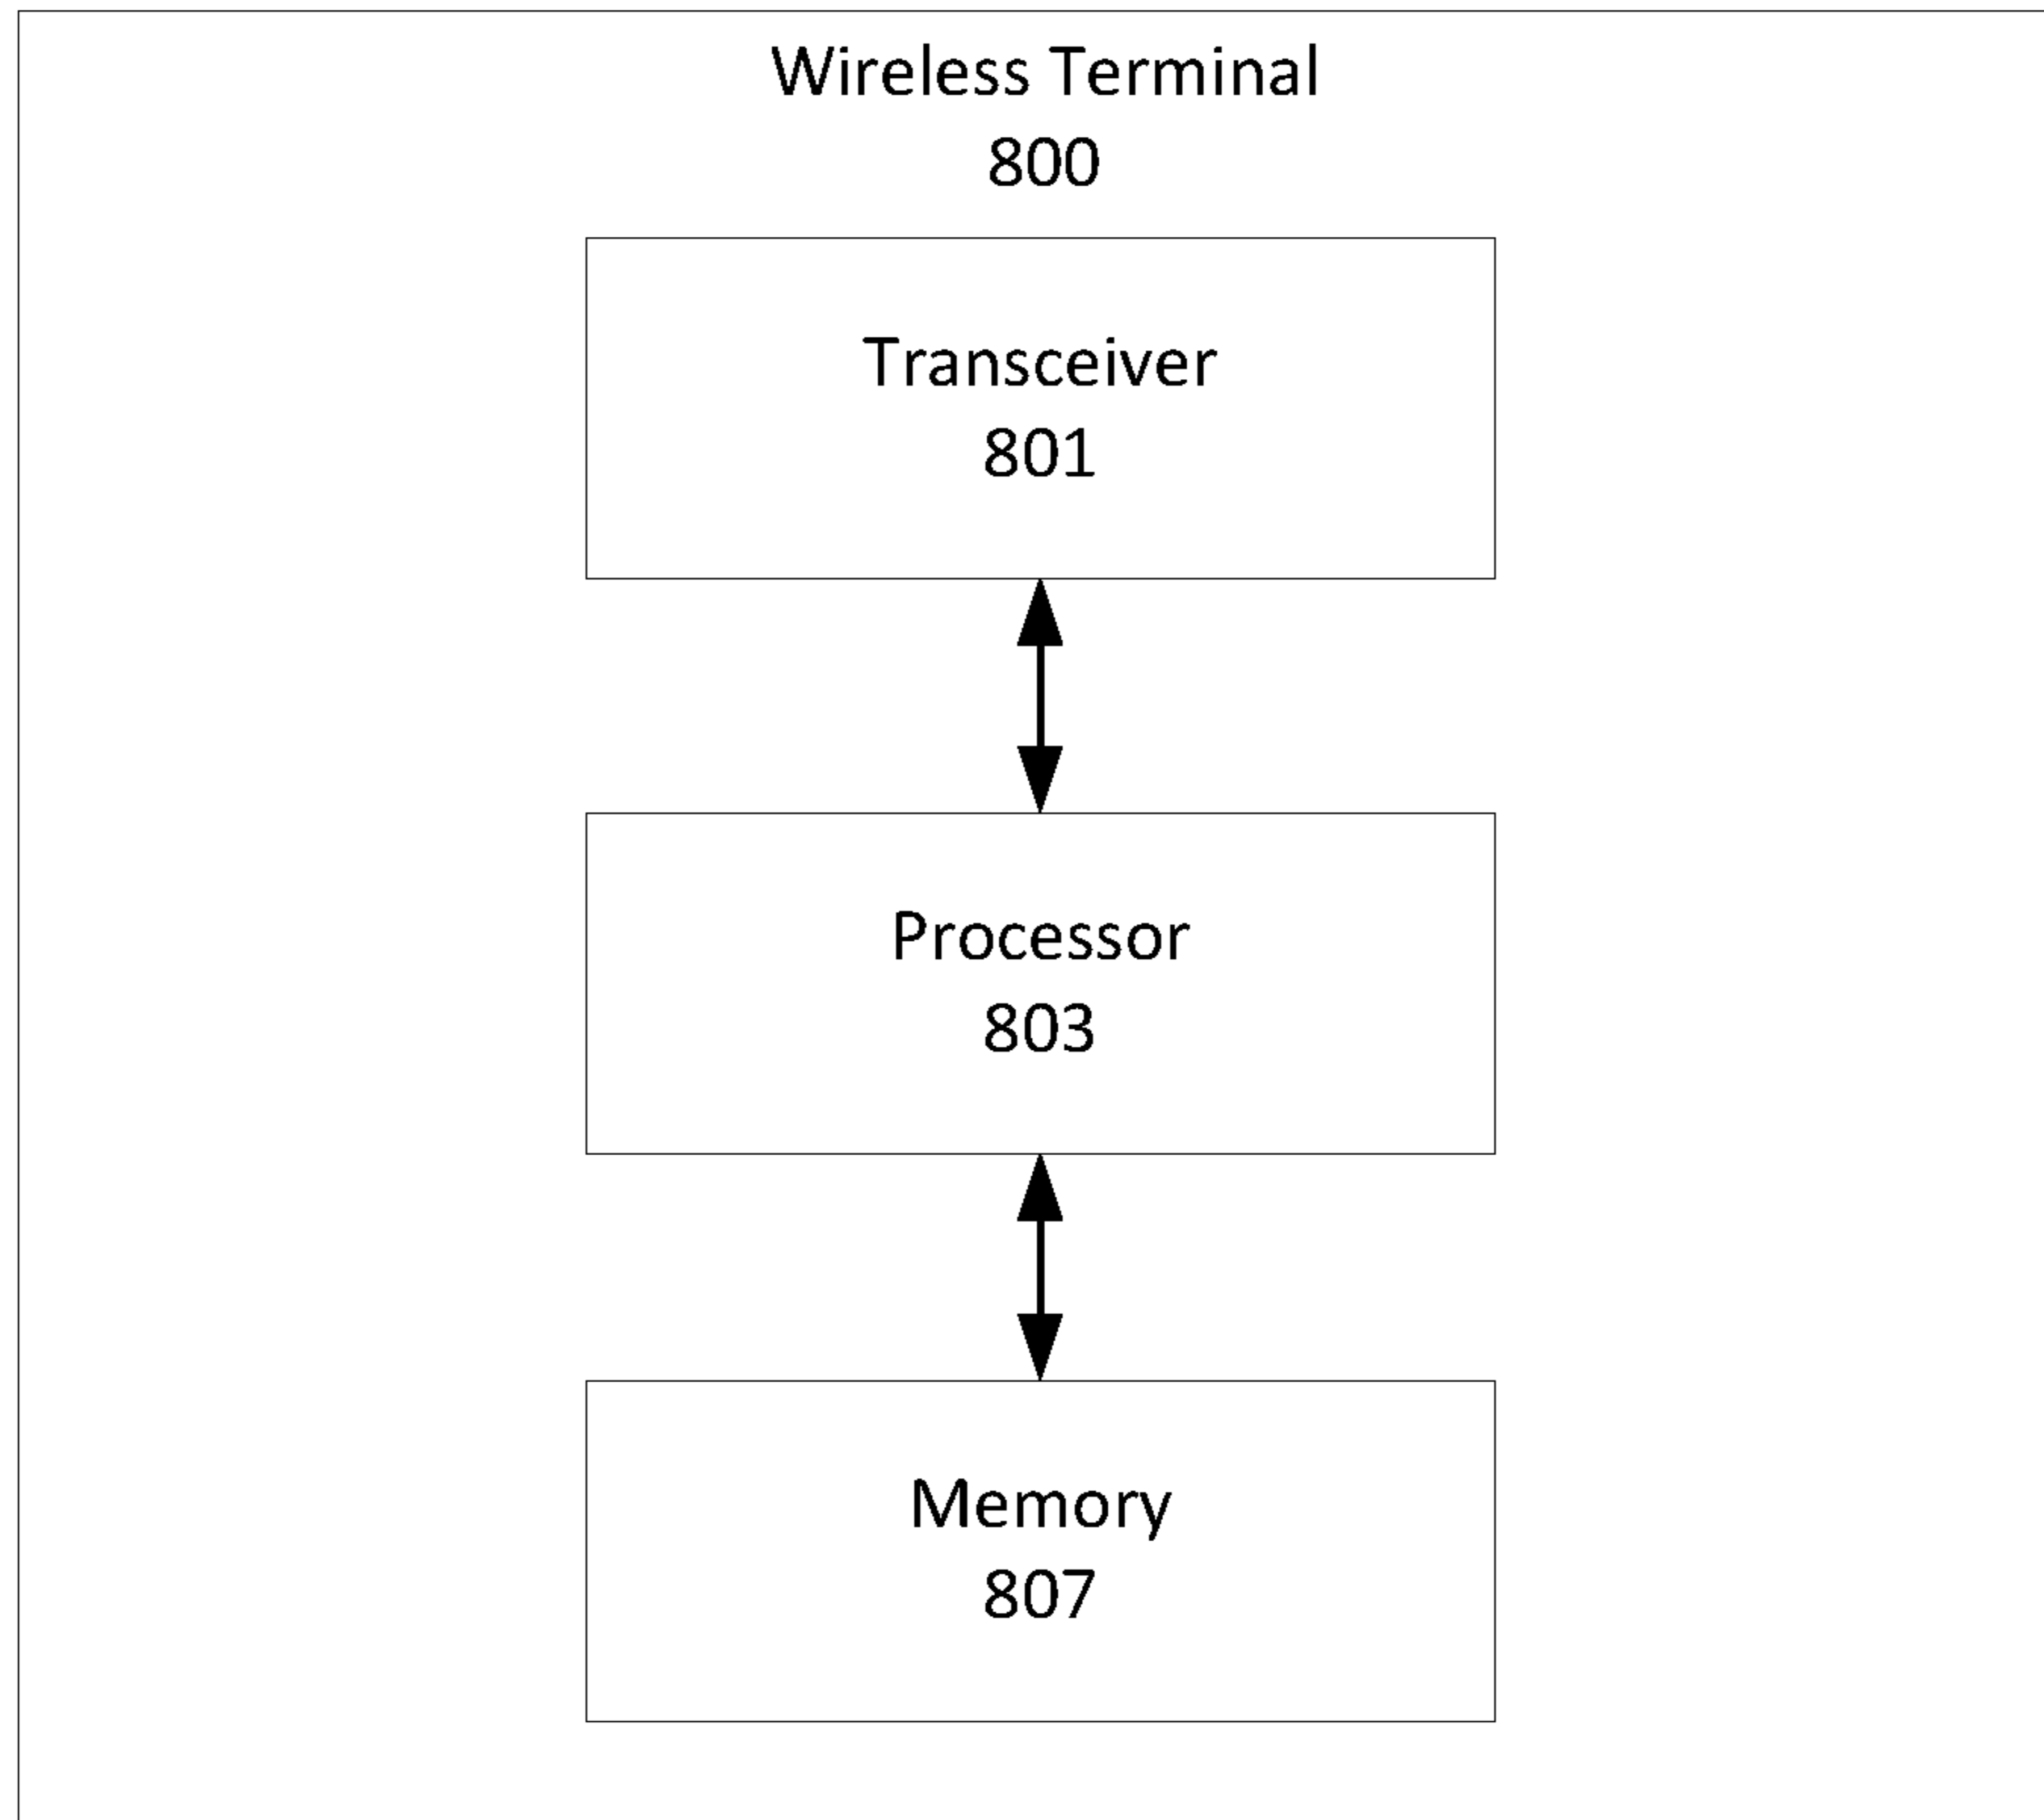 Wireless Terminal
800
Transceiver
801
Processor
803
Memory
807